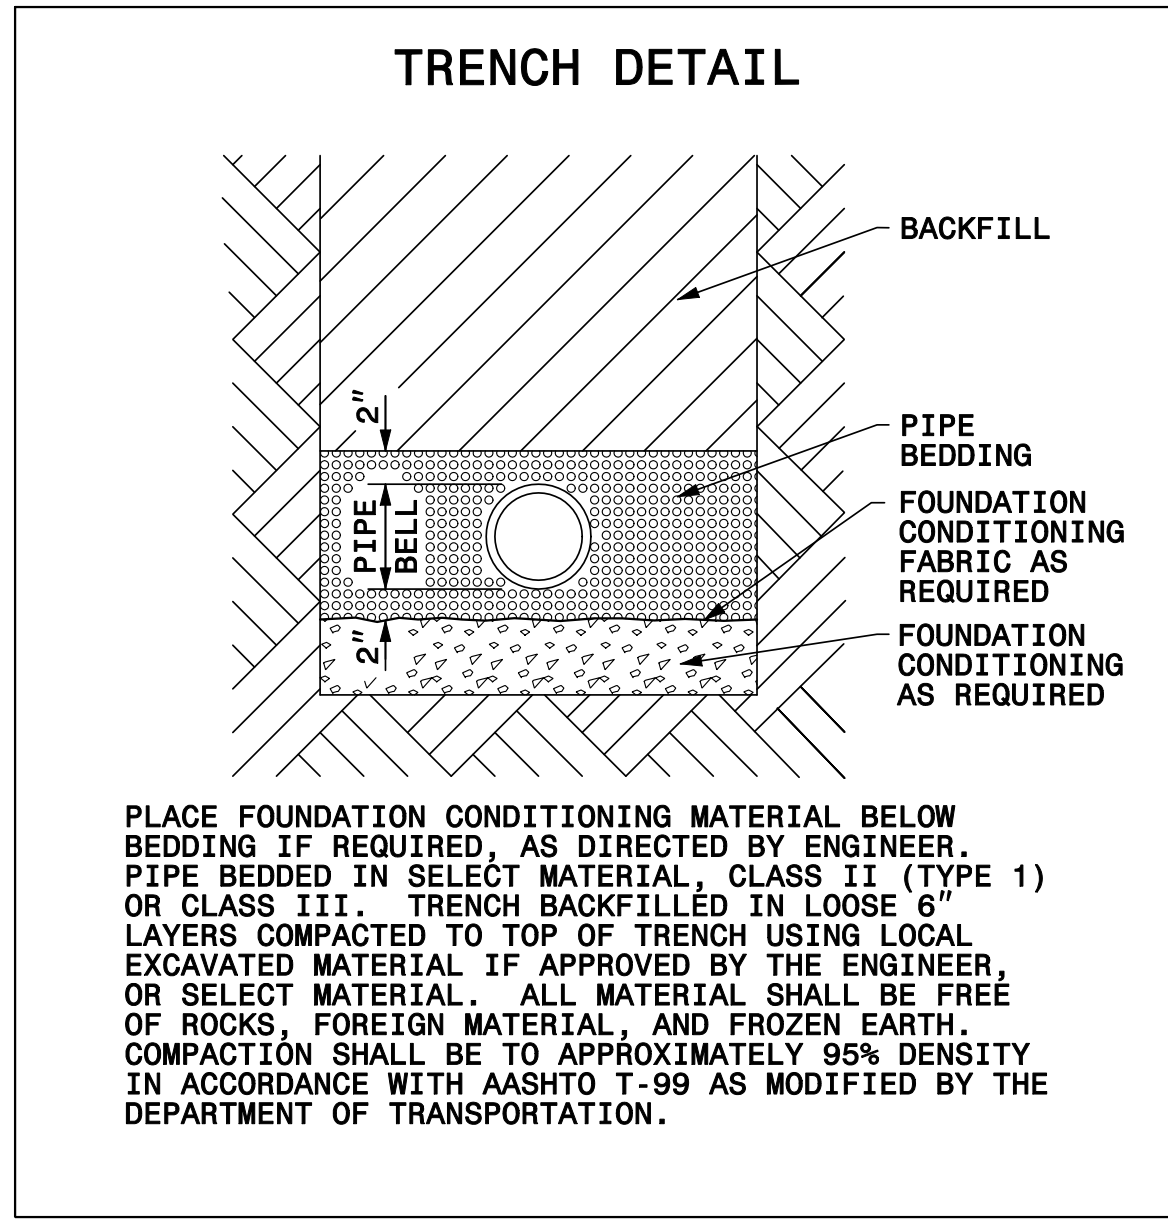 TRENCH DETAIL
BACKFILL
2"
PIPE
BEDDING
PIPE
BELL
FOUNDATION
CONDITIONING
FABRIC AS
REQUIRED
2"
FOUNDATION
CONDITIONING
AS REQUIRED
PLACE FOUNDATION CONDITIONING MATERIAL BELOW
BEDDING IF REQUIRED, AS DIRECTED BY ENGINEER.
PIPE BEDDED IN SELECT MATERIAL, CLASS II (TYPE 1)
OR CLASS III.  TRENCH BACKFILLED IN LOOSE 6"
LAYERS COMPACTED TO TOP OF TRENCH USING LOCAL
EXCAVATED MATERIAL IF APPROVED BY THE ENGINEER,
OR SELECT MATERIAL.  ALL MATERIAL SHALL BE FREE
OF ROCKS, FOREIGN MATERIAL, AND FROZEN EARTH.
COMPACTION SHALL BE TO APPROXIMATELY 95% DENSITY
IN ACCORDANCE WITH AASHTO T-99 AS MODIFIED BY THE
DEPARTMENT OF TRANSPORTATION.